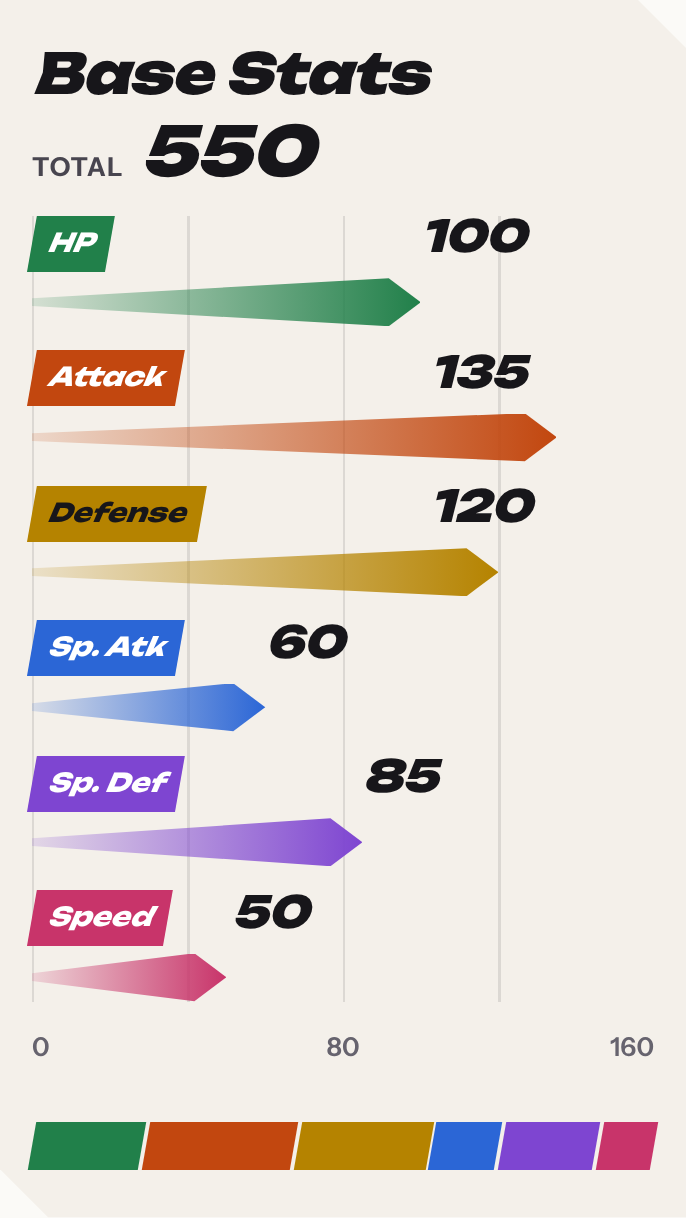 Base Stats
TOTAL 550
HP 100
Attack 135
Defense 120
Sp. Atk 60
Sp. Def 85
Speed 50
0 80 160